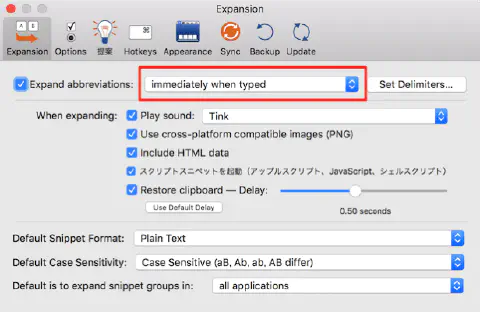 Expansion
A B
Expansion Options 提案 Hotkeys Appearance Sync Backup Update
Expand abbreviations: immediately when typed Set Delimiters...
When expanding: Play sound: Tink
Use cross-platform compatible images (PNG)
Include HTML data
スクリプトスニペットを起動（アップルスクリプト、JavaScript、シェルスクリプト）
Restore clipboard — Delay:
Use Default Delay 0.50 seconds
Default Snippet Format: Plain Text
Default Case Sensitivity: Case Sensitive (aB, Ab, ab, AB differ)
Default is to expand snippet groups in: all applications